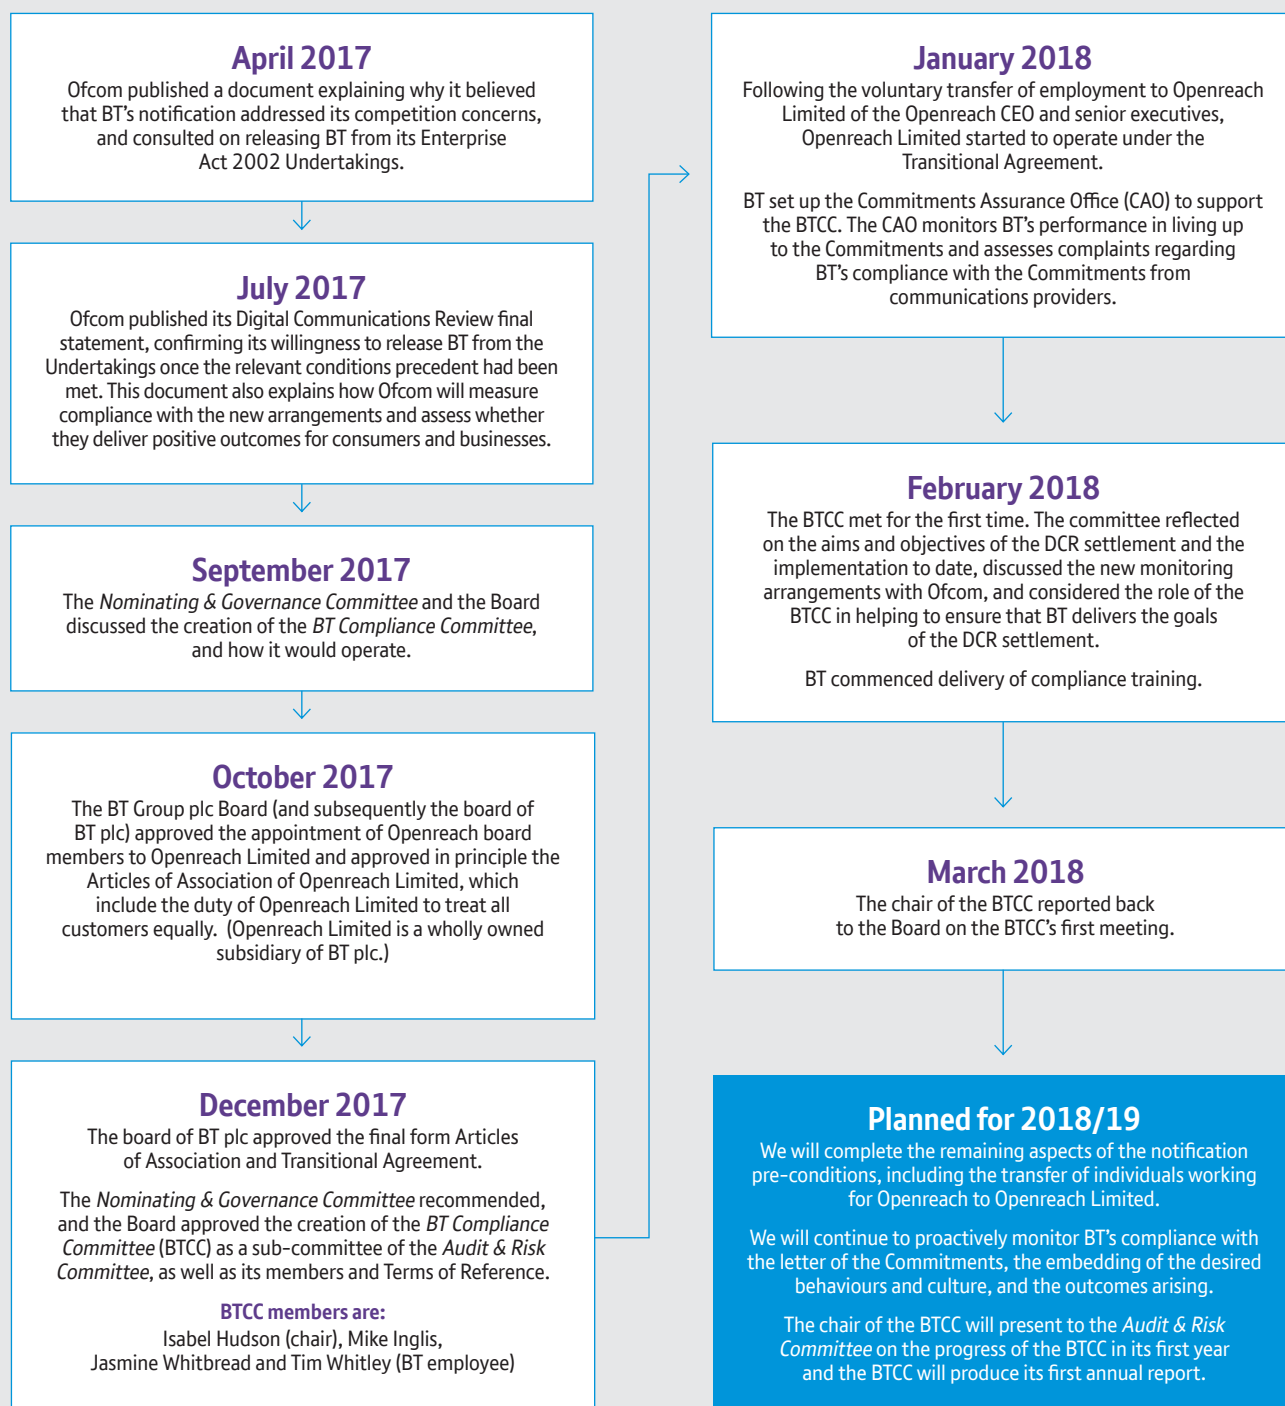 April 2017
Ofcom published a document explaining why it believed
that BT's notification addressed its competition concerns,
and consulted on releasing BT from its Enterprise
Act 2002 Undertakings.
July 2017
Ofcom published its Digital Communications Review final
statement, confirming its willingness to release BT from the
Undertakings once the relevant conditions precedent had been
met. This document also explains how Ofcom will measure
compliance with the new arrangements and assess whether
they deliver positive outcomes for consumers and businesses.
September 2017
The Nominating & Governance Committee and the Board
discussed the creation of the BT Compliance Committee,
and how it would operate.
October 2017
The BT Group plc Board (and subsequently the board of
BT plc) approved the appointment of Openreach board
members to Openreach Limited and approved in principle the
Articles of Association of Openreach Limited, which
include the duty of Openreach Limited to treat all
customers equally. (Openreach Limited is a wholly owned
subsidiary of BT plc.)
December 2017
The board of BT plc approved the final form Articles
of Association and Transitional Agreement.
The Nominating & Governance Committee recommended,
and the Board approved the creation of the BT Compliance
Committee (BTCC) as a sub-committee of the Audit & Risk
Committee, as well as its members and Terms of Reference.
BTCC members are:
Isabel Hudson (chair), Mike Inglis,
Jasmine Whitbread and Tim Whitley (BT employee)
January 2018
Following the voluntary transfer of employment to Openreach
Limited of the Openreach CEO and senior executives,
Openreach Limited started to operate under the
Transitional Agreement.
BT set up the Commitments Assurance Office (CAO) to support
the BTCC. The CAO monitors BT's performance in living up
to the Commitments and assesses complaints regarding
BT's compliance with the Commitments from
communications providers.
February 2018
The BTCC met for the first time. The committee reflected
on the aims and objectives of the DCR settlement and the
implementation to date, discussed the new monitoring
arrangements with Ofcom, and considered the role of the
BTCC in helping to ensure that BT delivers the goals
of the DCR settlement.
BT commenced delivery of compliance training.
March 2018
The chair of the BTCC reported back
to the Board on the BTCC's first meeting.
Planned for 2018/19
We will complete the remaining aspects of the notification
pre-conditions, including the transfer of individuals working
for Openreach to Openreach Limited.
We will continue to proactively monitor BT's compliance with
the letter of the Commitments, the embedding of the desired
behaviours and culture, and the outcomes arising.
The chair of the BTCC will present to the Audit & Risk
Committee on the progress of the BTCC in its first year
and the BTCC will produce its first annual report.